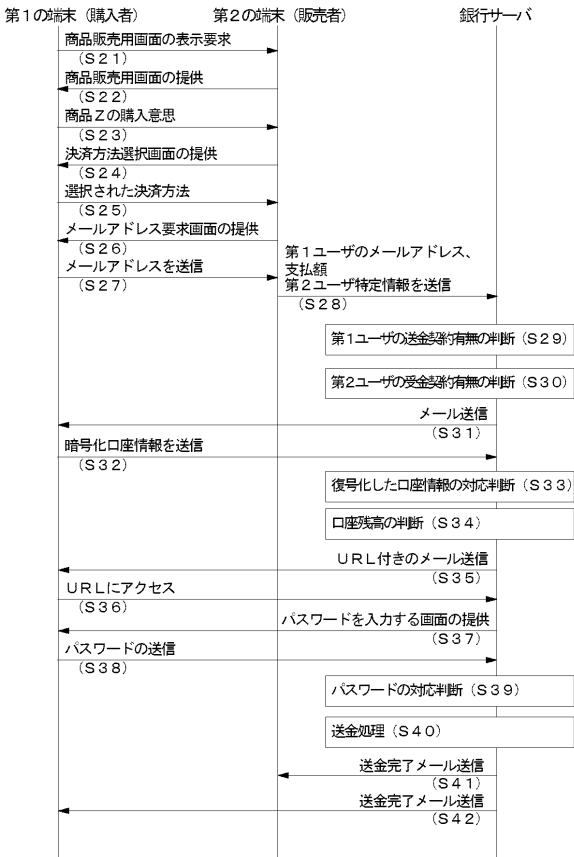 第１の端末（購入者）
第２の端末（販売者）
銀行サーバ
商品販売用画面の表示要求
（Ｓ２１）
商品販売用画面の提供
（Ｓ２２）
商品Ｚの購入意思
（Ｓ２３）
決済方法選択画面の提供
（Ｓ２４）
選択された決済方法
（Ｓ２５）
メールアドレス要求画面の提供
（Ｓ２６）
メールアドレスを送信
（Ｓ２７）
第１ユーザのメールアドレス、
支払額
第２ユーザ特定情報を送信
（Ｓ２８）
第１ユーザの送金契約有無の判断（Ｓ２９）
第２ユーザの受金契約有無の判断（Ｓ３０）
メール送信
（Ｓ３１）
暗号化口座情報を送信
（Ｓ３２）
復号化した口座情報の対応判断（Ｓ３３）
口座残高の判断（Ｓ３４）
ＵＲＬ付きのメール送信
（Ｓ３５）
ＵＲＬにアクセス
（Ｓ３６）
パスワードを入力する画面の提供
（Ｓ３７）
パスワードの送信
（Ｓ３８）
パスワードの対応判断（Ｓ３９）
送金処理（Ｓ４０）
送金完了メール送信
（Ｓ４１）
送金完了メール送信
（Ｓ４２）